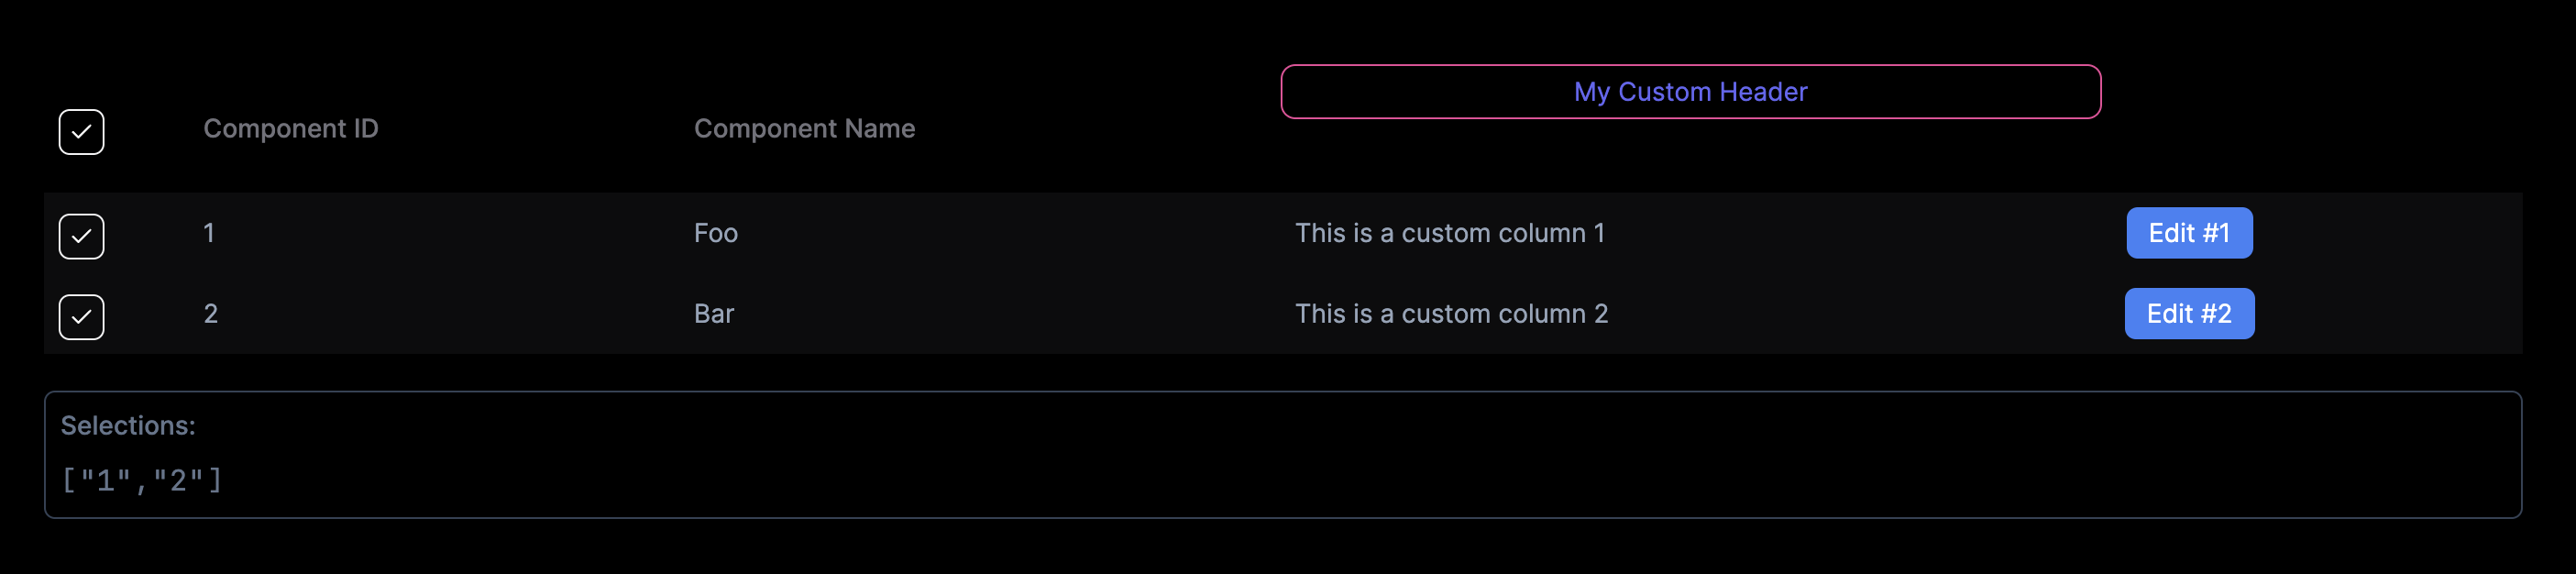 My Custom Header
Component ID Component Name
1 Foo This is a custom column 1 Edit #1
2 Bar This is a custom column 2 Edit #2
Selections:
["1","2"]